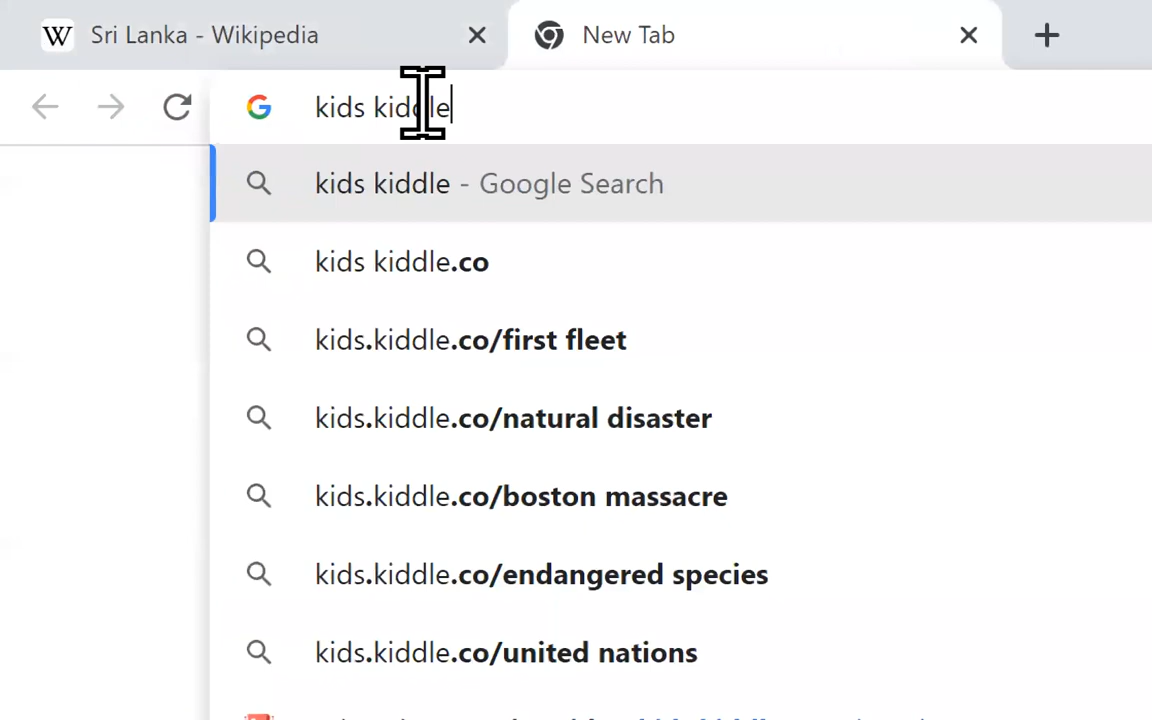 W Sri Lanka - Wikipedia
New Tab
kids kiddle
kids kiddle - Google Search
kids kiddle.co
kids.kiddle.co/first fleet
kids.kiddle.co/natural disaster
kids.kiddle.co/boston massacre
kids.kiddle.co/endangered species
kids.kiddle.co/united nations